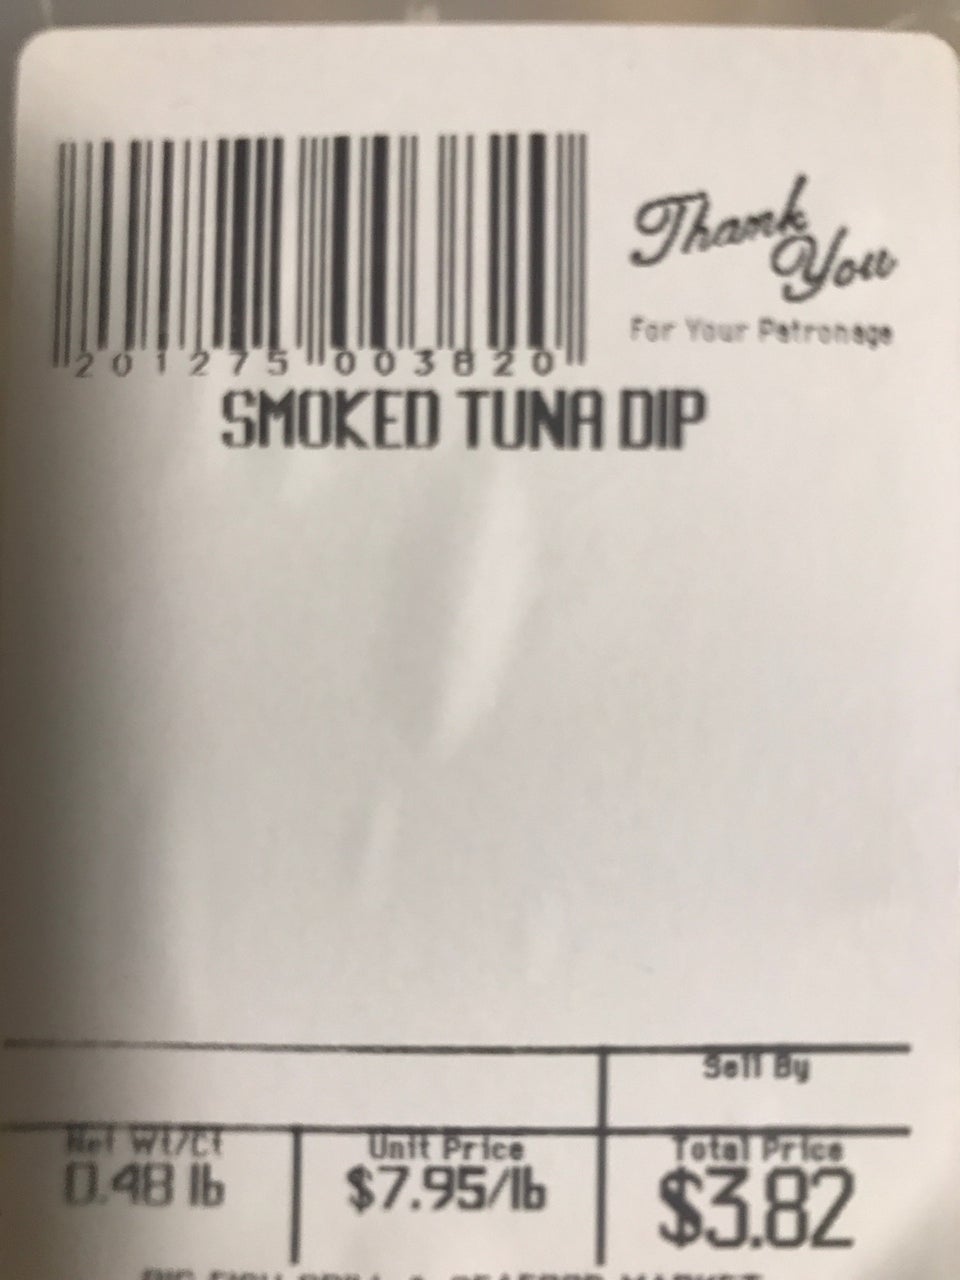 Thank
You
For Your Patronage
201275 003820
SMOKED TUNA DIP
Sell By
Net Wt/Ct
Unit Price
Total Price
0.48 lb
$7.95/lb
$3.82